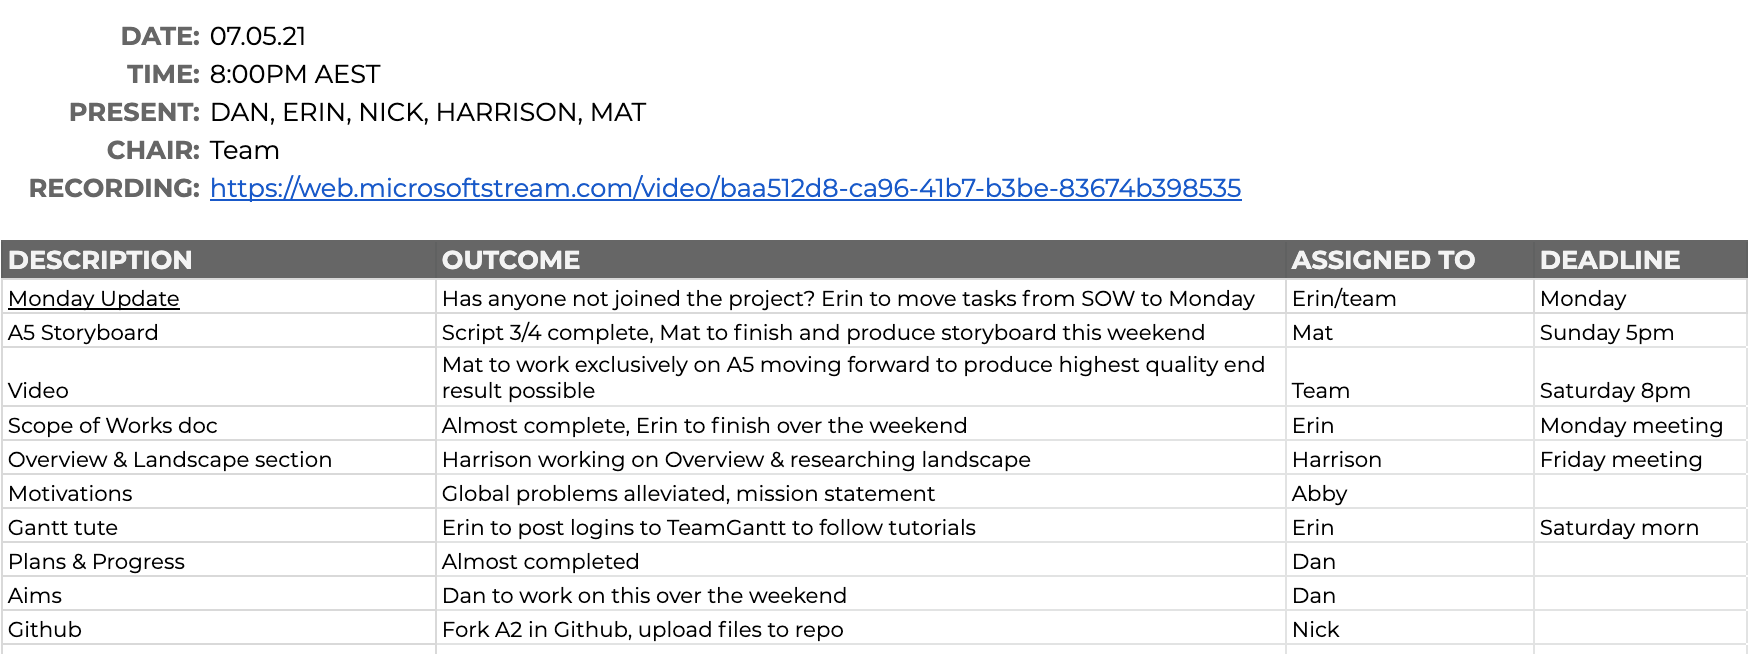 DATE: 07.05.21
TIME: 8:00PM AEST
PRESENT: DAN, ERIN, NICK, HARRISON, MAT
CHAIR: Team
RECORDING: https://web.microsoftstream.com/video/baa512d8-ca96-41b7-b3be-83674b398535
DESCRIPTION OUTCOME ASSIGNED TO DEADLINE
Monday Update Has anyone not joined the project? Erin to move tasks from SOW to Monday Erin/team Monday
A5 Storyboard Script 3/4 complete, Mat to finish and produce storyboard this weekend Mat Sunday 5pm
Mat to work exclusively on A5 moving forward to produce highest quality end
Video result possible Team Saturday 8pm
Scope of Works doc Almost complete, Erin to finish over the weekend Erin Monday meeting
Overview & Landscape section Harrison working on Overview & researching landscape Harrison Friday meeting
Motivations Global problems alleviated, mission statement Abby
Gantt tute Erin to post logins to TeamGantt to follow tutorials Erin Saturday morn
Plans & Progress Almost completed Dan
Aims Dan to work on this over the weekend Dan
Github Fork A2 in Github, upload files to repo Nick